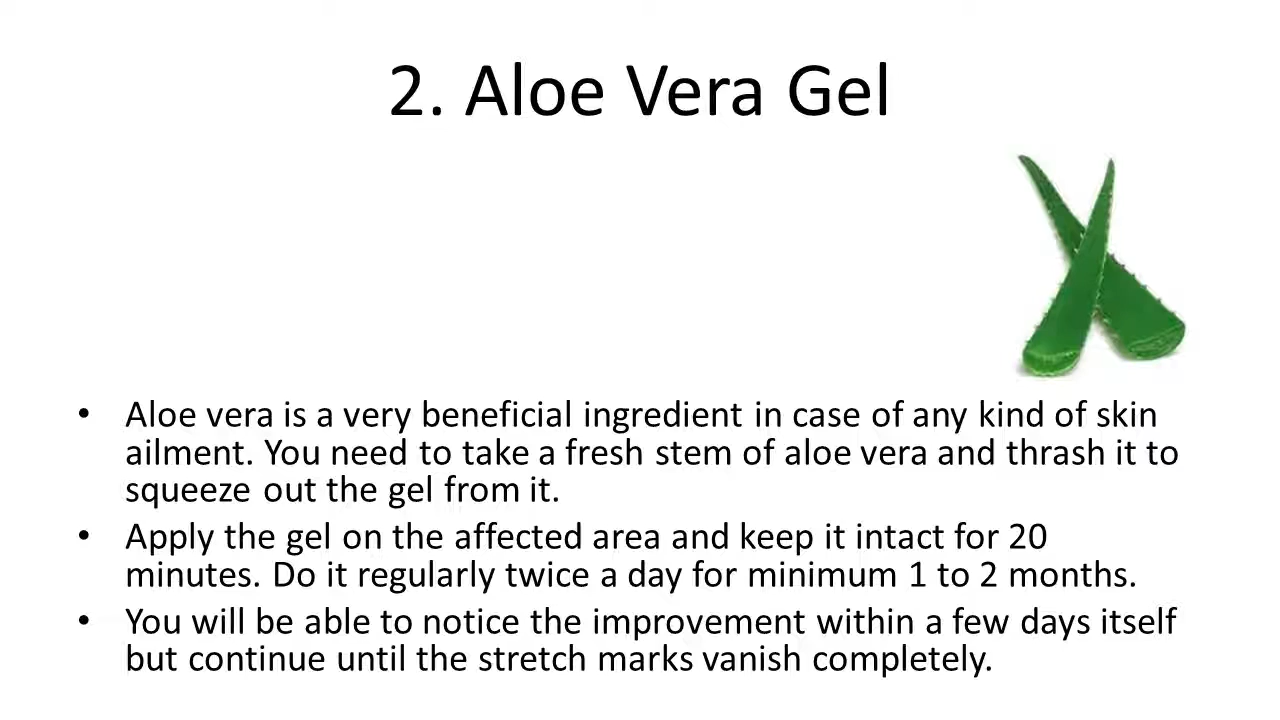 2. Aloe Vera Gel
• Aloe vera is a very beneficial ingredient in case of any kind of skin
ailment. You need to take a fresh stem of aloe vera and thrash it to
squeeze out the gel from it.
• Apply the gel on the affected area and keep it intact for 20
minutes. Do it regularly twice a day for minimum 1 to 2 months.
• You will be able to notice the improvement within a few days itself
but continue until the stretch marks vanish completely.